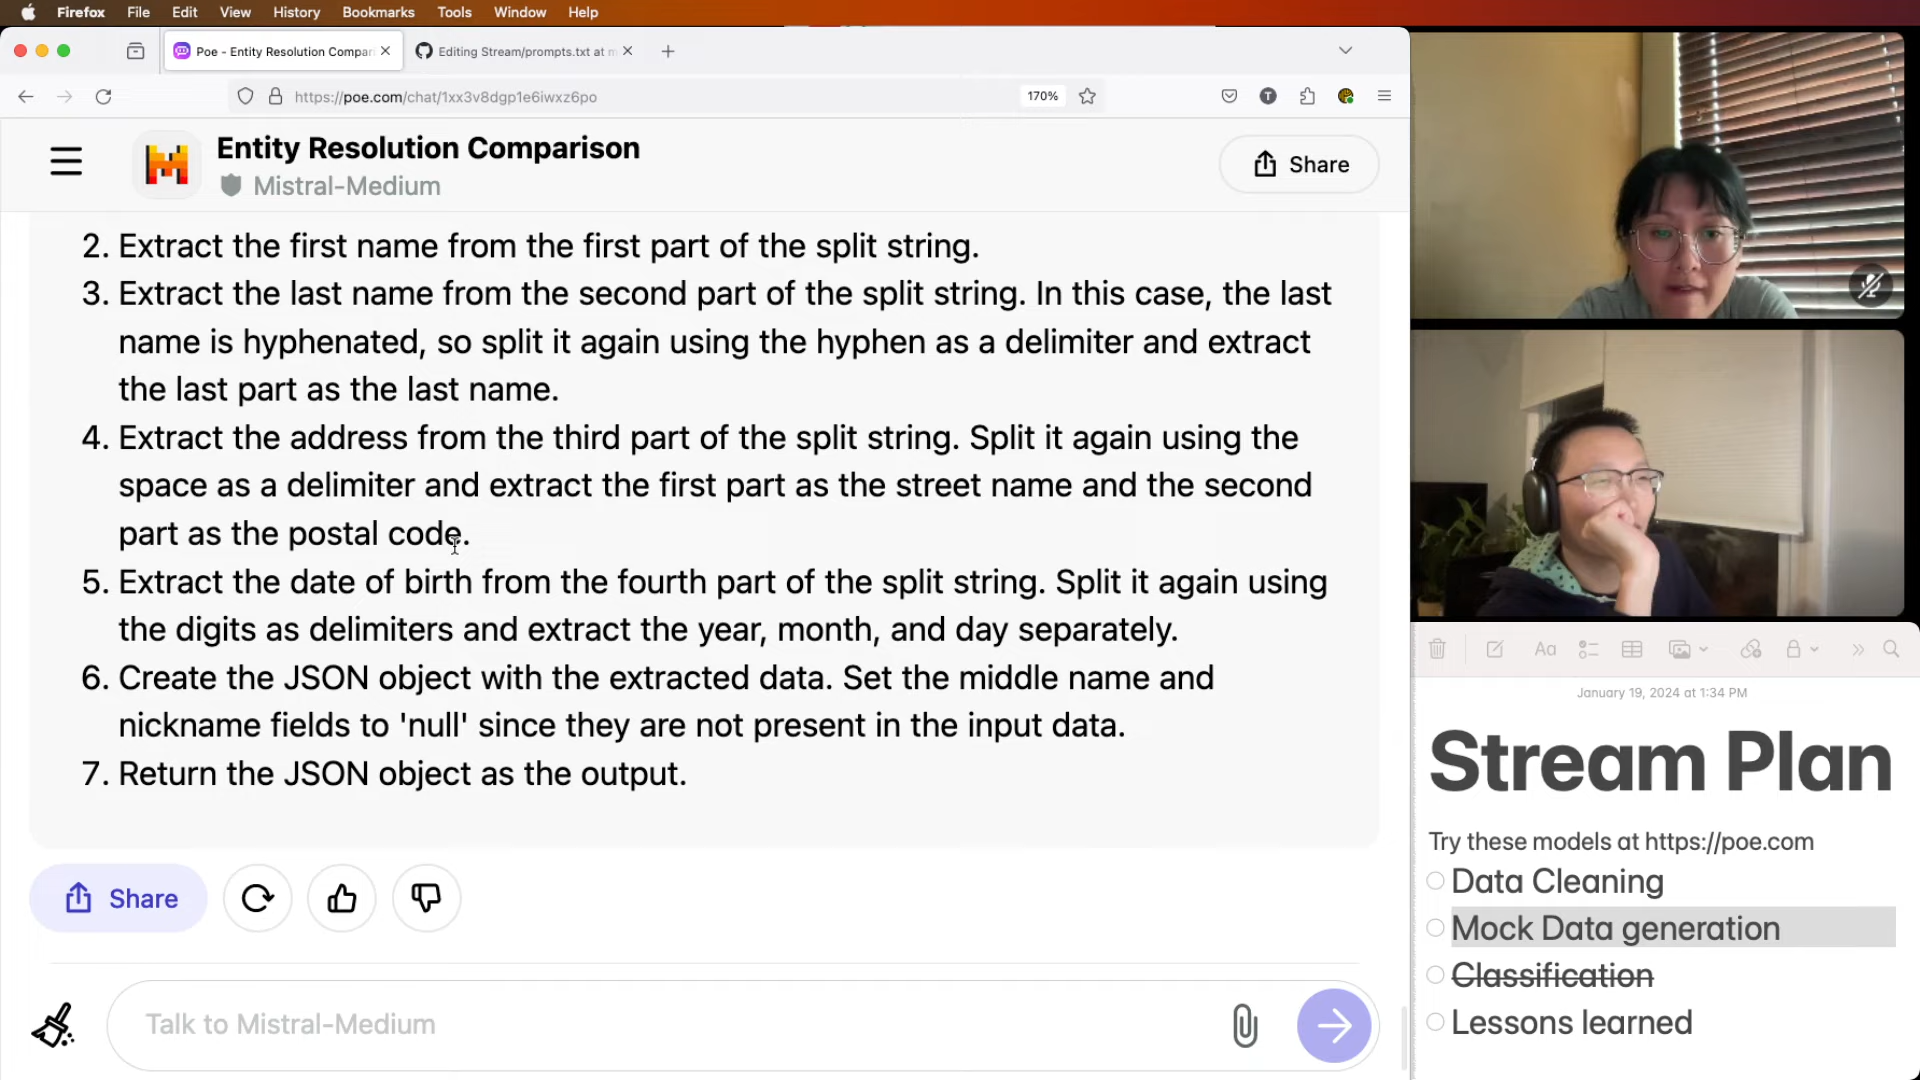 Firefox File Edit View History Bookmarks Tools Window Help
Poe - Entity Resolution Compar
Editing Stream/prompts.txt at m
https://poe.com/chat/1xx3v8dgp1e6iwxz6po
170%
T
Entity Resolution Comparison
Mistral-Medium
Share
2. Extract the first name from the first part of the split string.
3. Extract the last name from the second part of the split string. In this case, the last
name is hyphenated, so split it again using the hyphen as a delimiter and extract
the last part as the last name.
4. Extract the address from the third part of the split string. Split it again using the
space as a delimiter and extract the first part as the street name and the second
part as the postal code.
5. Extract the date of birth from the fourth part of the split string. Split it again using
the digits as delimiters and extract the year, month, and day separately.
6. Create the JSON object with the extracted data. Set the middle name and
nickname fields to 'null' since they are not present in the input data.
7. Return the JSON object as the output.
Share
Talk to Mistral-Medium
Aa
January 19, 2024 at 1:34 PM
Stream Plan
Try these models at https://poe.com
Data Cleaning
Mock Data generation
Classification
Lessons learned